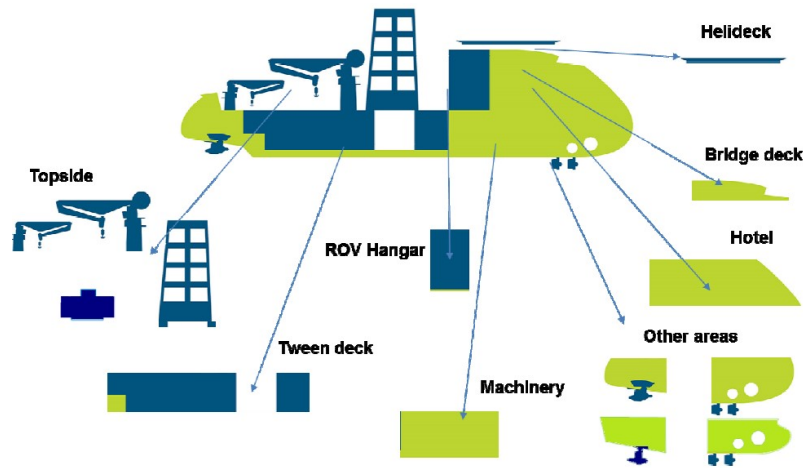 Helideck
Bridge deck
Topside
ROV Hangar
Hotel
Other areas
Tween deck
Machinery